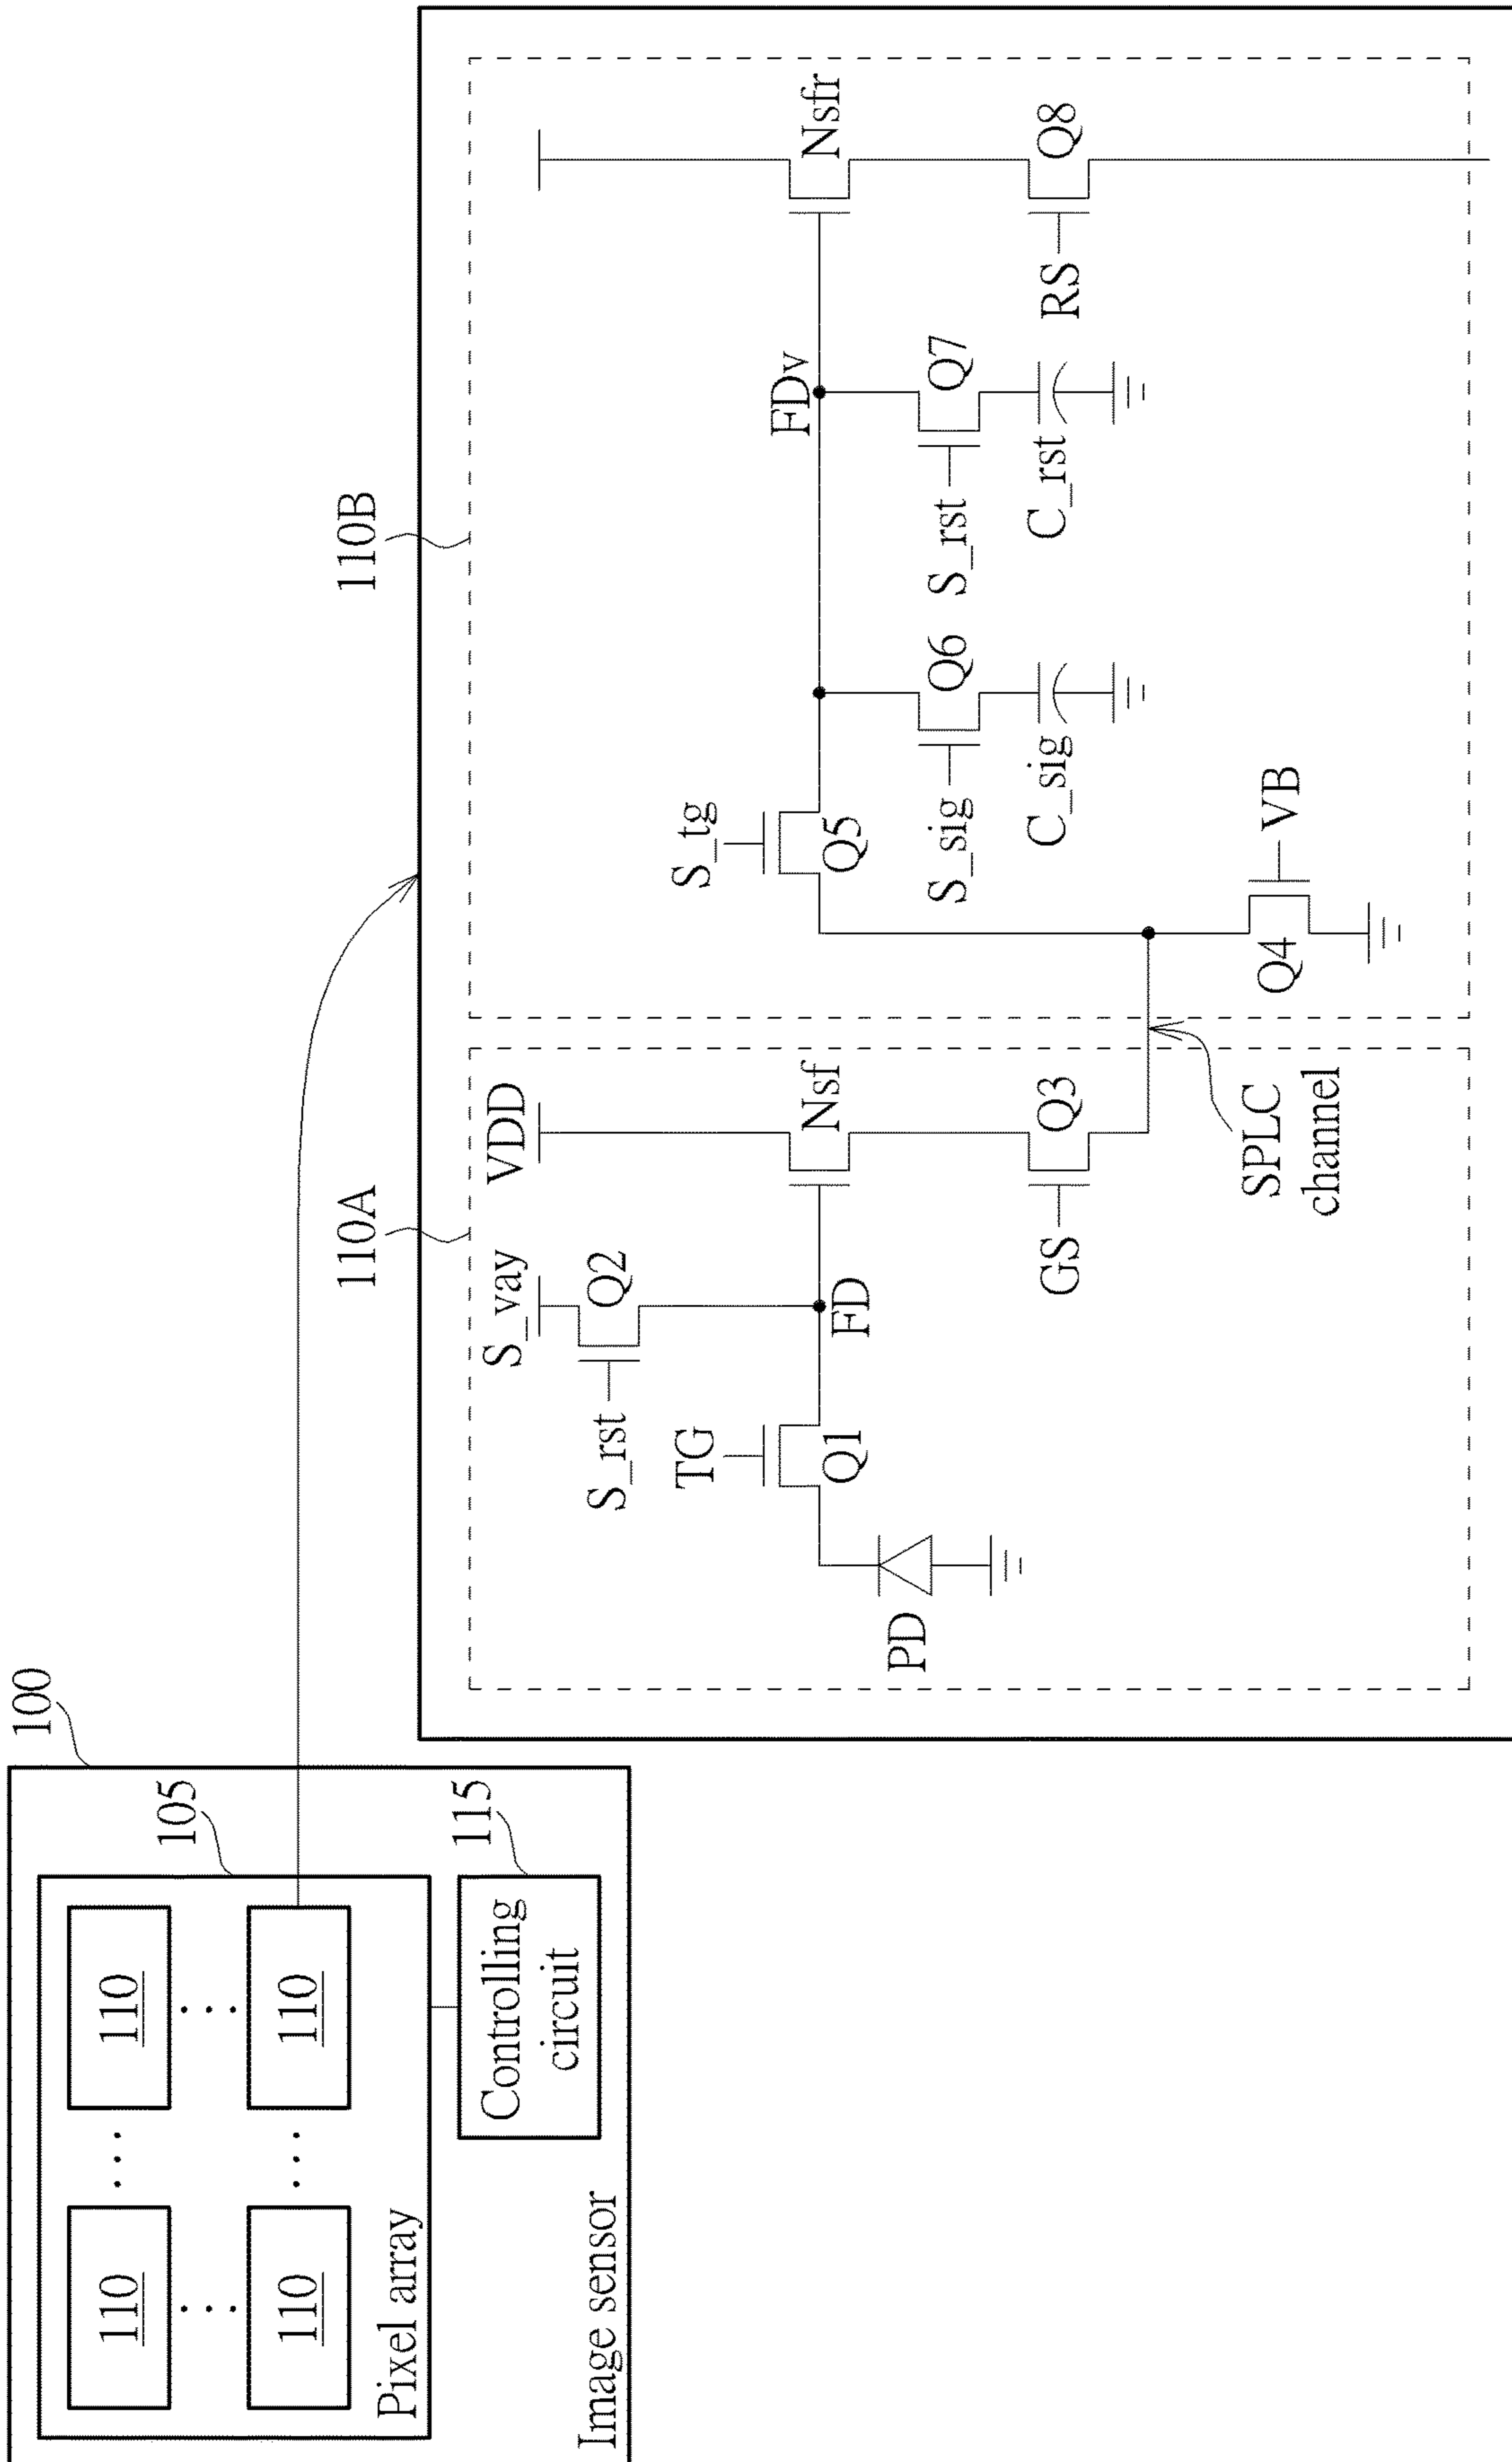 100
105
110
110
110
110
Pixel array
115
Controlling
circuit
Image sensor
110A
110B
S_vay
VDD
S_rst
Q2
Nsf
TG
Q1
FD
PD
GS
Q3
SPLC
channel
S_tg
Q5
FDv
Nsfr
S_sig
Q6
C_sig
S_rst
Q7
C_rst
RS
Q8
Q4
VB